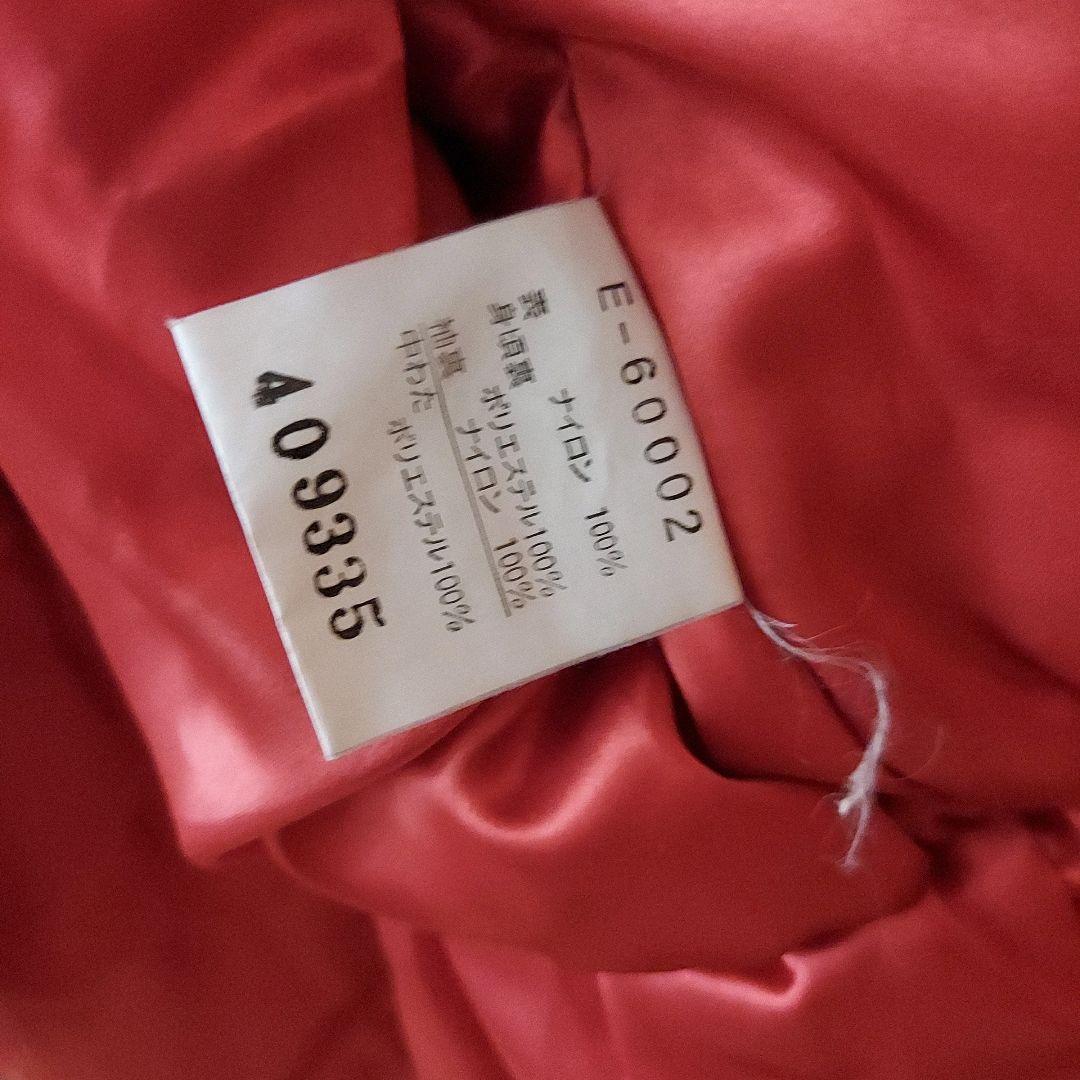 E-60002
表 ナイロン 100%
身頃裏 ポリエステル100%
袖裏 ナイロン 100%
中わた ポリエステル100%
409335